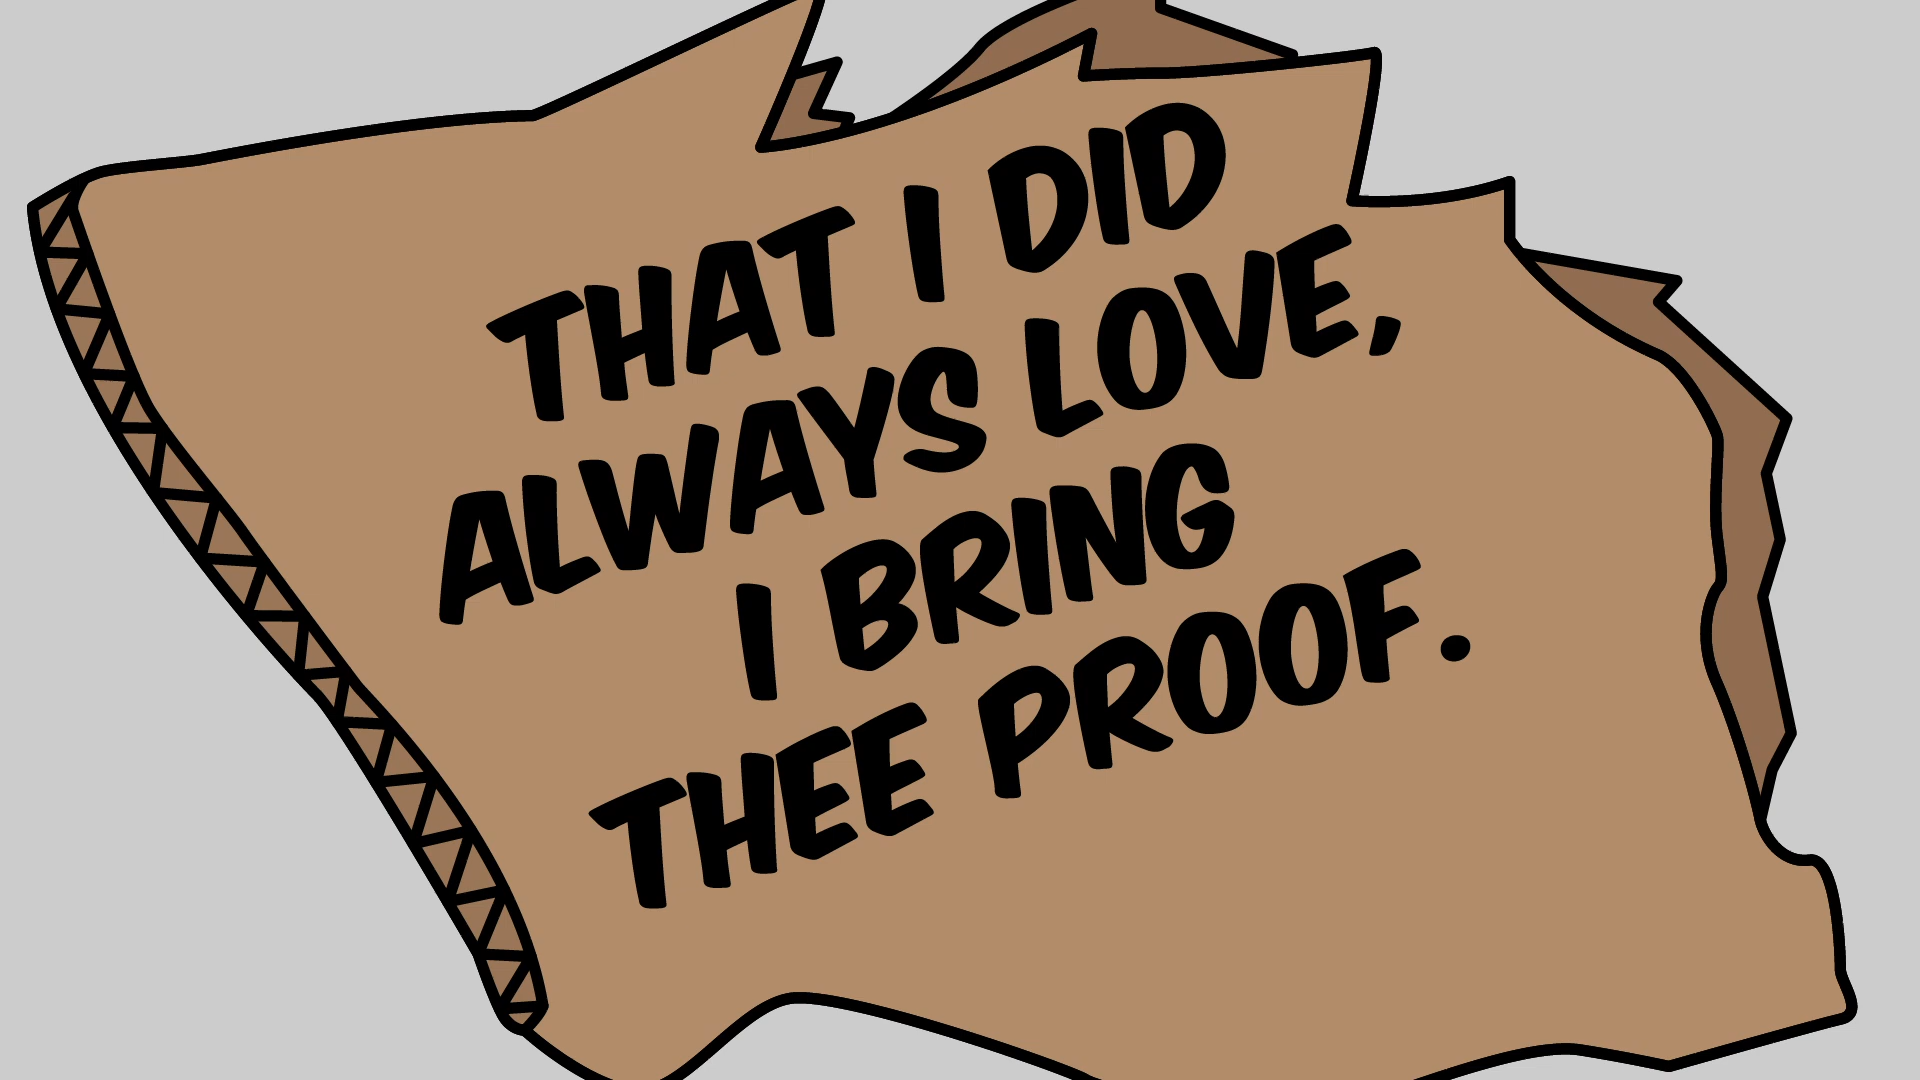 THAT I DID
ALWAYS LOVE,
I BRING
THEE PROOF.